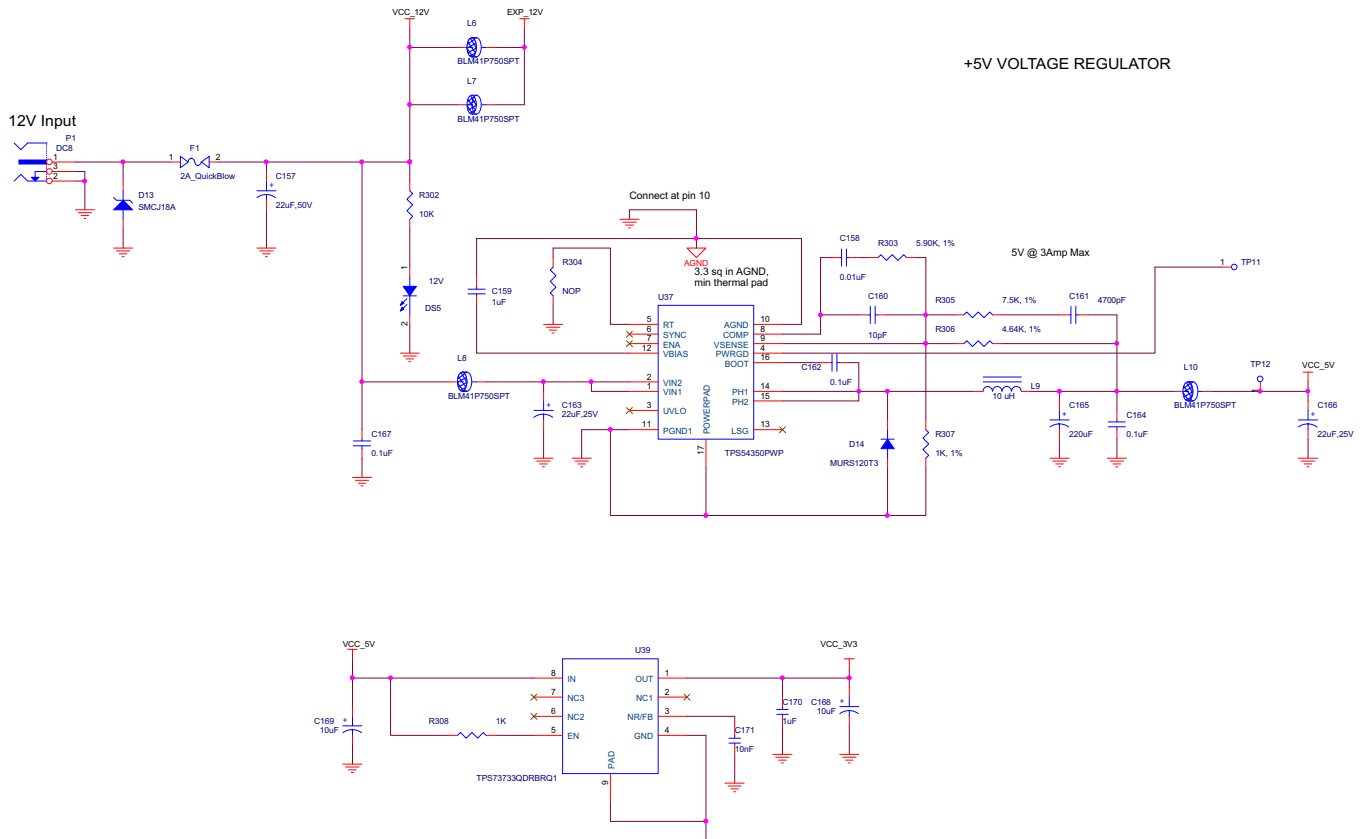 VCC_12V
EXP_12V
L6
BLM41P750SPT
L7
BLM41P750SPT
+5V VOLTAGE REGULATOR
12V Input
P1
DC8
1
3
2
1
F1
2
2A_QuickBlow
D13
SMCJ18A
+
C157
22uF,50V
R302
10K
1
12V
DS5
2
Connect at pin 10
AGND
3.3 sq in AGND,
min thermal pad
R304
NOP
C159
1uF
C158
0.01uF
R303
5.90K, 1%
C160
10pF
5V @ 3Amp Max
1
TP11
R305
7.5K, 1%
C161
4700pF
R306
4.64K, 1%
U37
5
RT
6
SYNC
7
ENA
12
VBIAS
2
VIN2
1
VIN1
3
UVLO
11
PGND1
AGND
10
COMP
8
VSENSE
9
PWRGD
4
BOOT
16
PH1
14
PH2
15
LSG
13
POWERPAD
17
TPS54350PWP
L8
BLM41P750SPT
+
C163
22uF,25V
C167
0.1uF
C162
0.1uF
D14
MURS120T3
R307
1K, 1%
L9
10 uH
+
C165
220uF
C164
0.1uF
L10
BLM41P750SPT
TP12
VCC_5V
+
C166
22uF,25V
VCC_5V
+
C169
10uF
R308
1K
U39
8
IN
7
NC3
6
NC2
5
EN
OUT
1
NC1
2
NR/FB
3
GND
4
PAD
9
TPS73733QDRBRQ1
C171
10nF
C170
1uF
VCC_3V3
+
C168
10uF